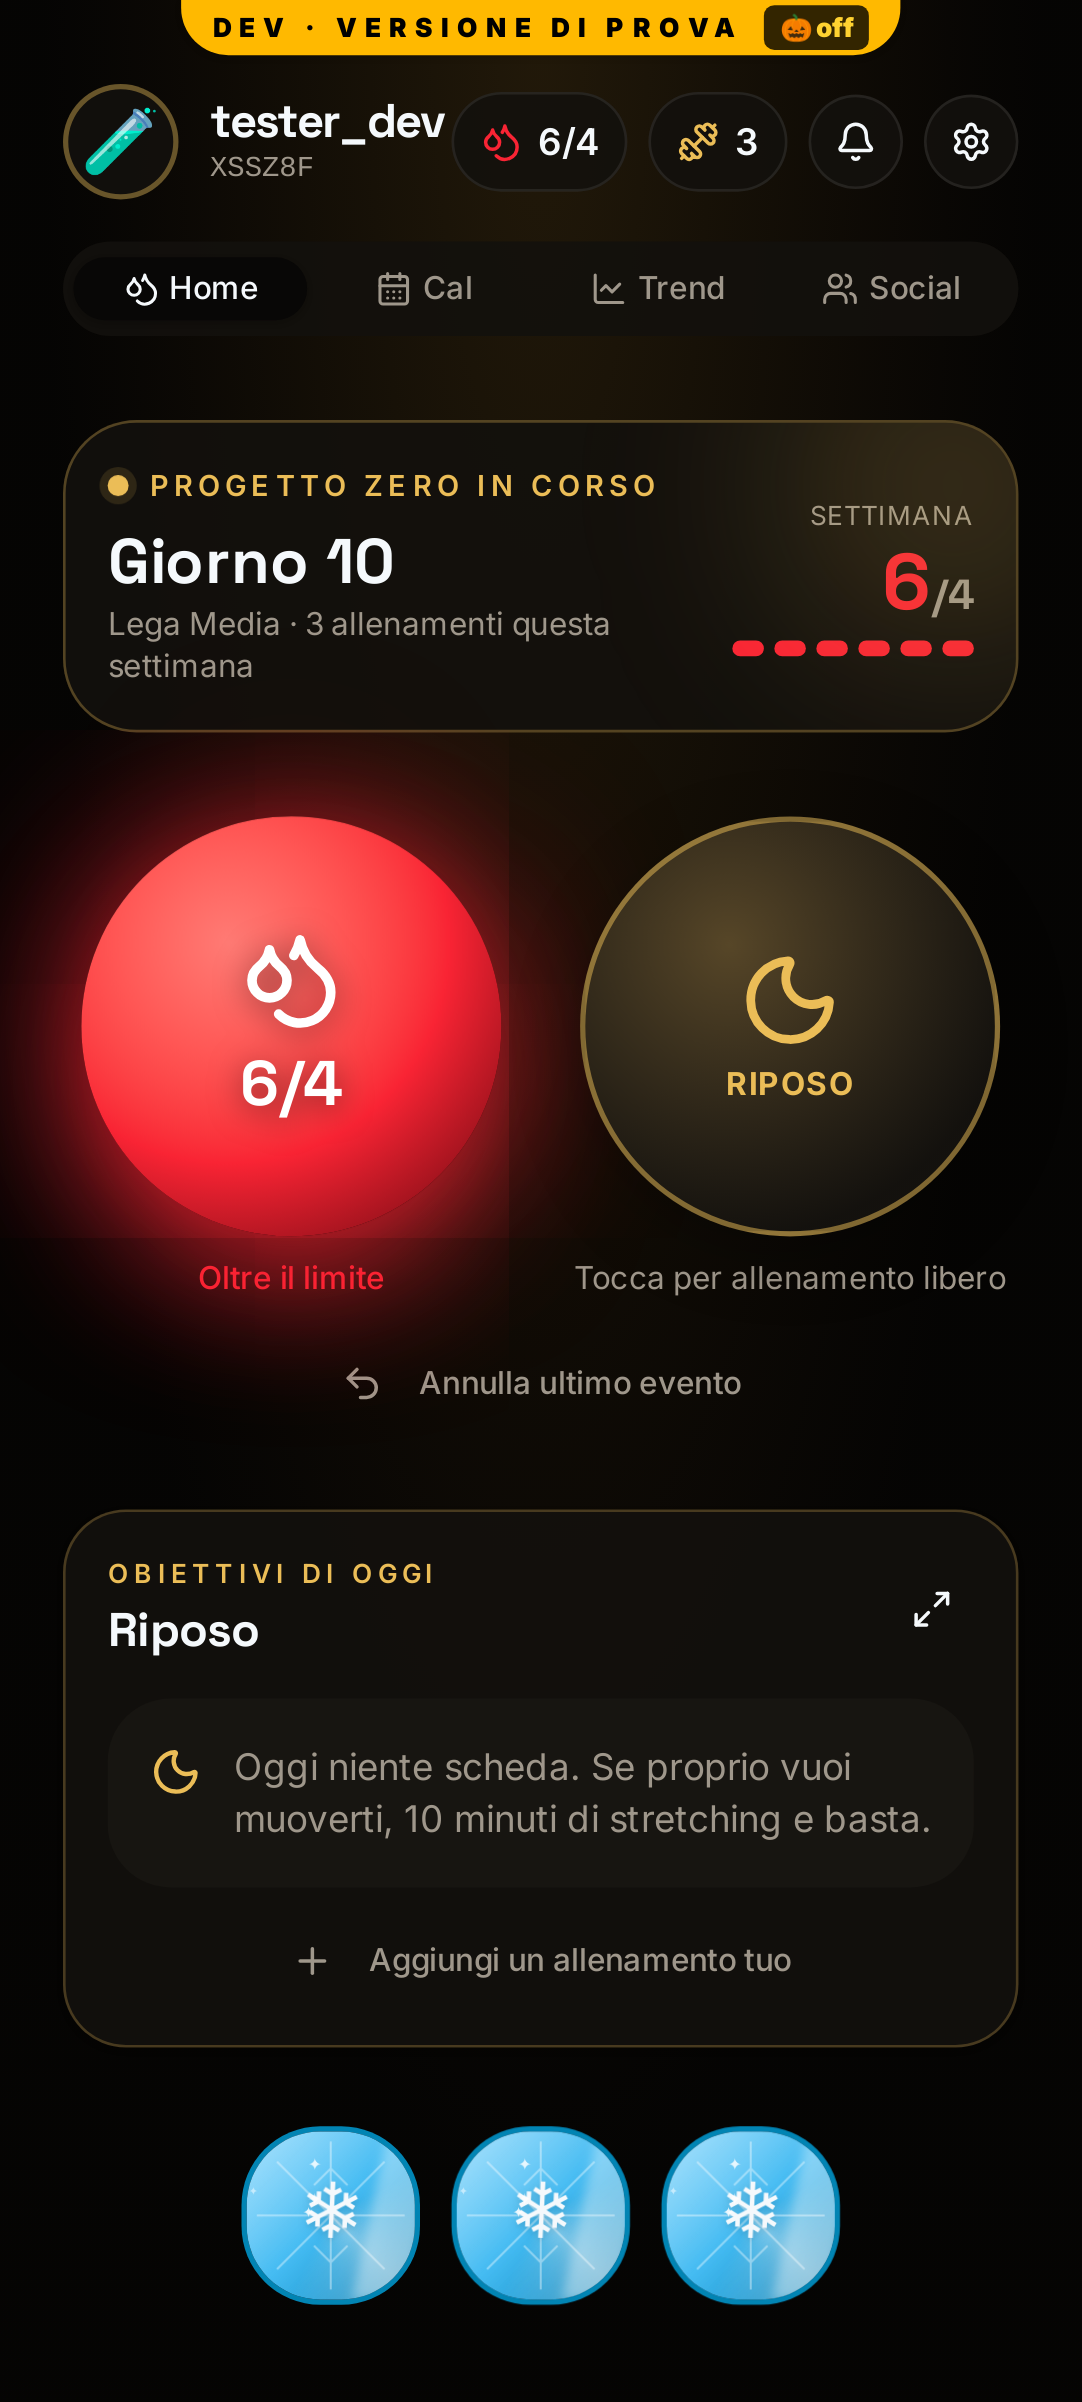 DEV · VERSIONE DI PROVA 🎃 off
tester_dev
XSSZ8F
6/4
3
Home
Cal
Trend
Social
PROGETTO ZERO IN CORSO
Giorno 10
Lega Media · 3 allenamenti questa
settimana
SETTIMANA
6/4
6/4
Oltre il limite
RIPOSO
Tocca per allenamento libero
Annulla ultimo evento
OBIETTIVI DI OGGI
Riposo
Oggi niente scheda. Se proprio vuoi
muoverti, 10 minuti di stretching e basta.
Aggiungi un allenamento tuo